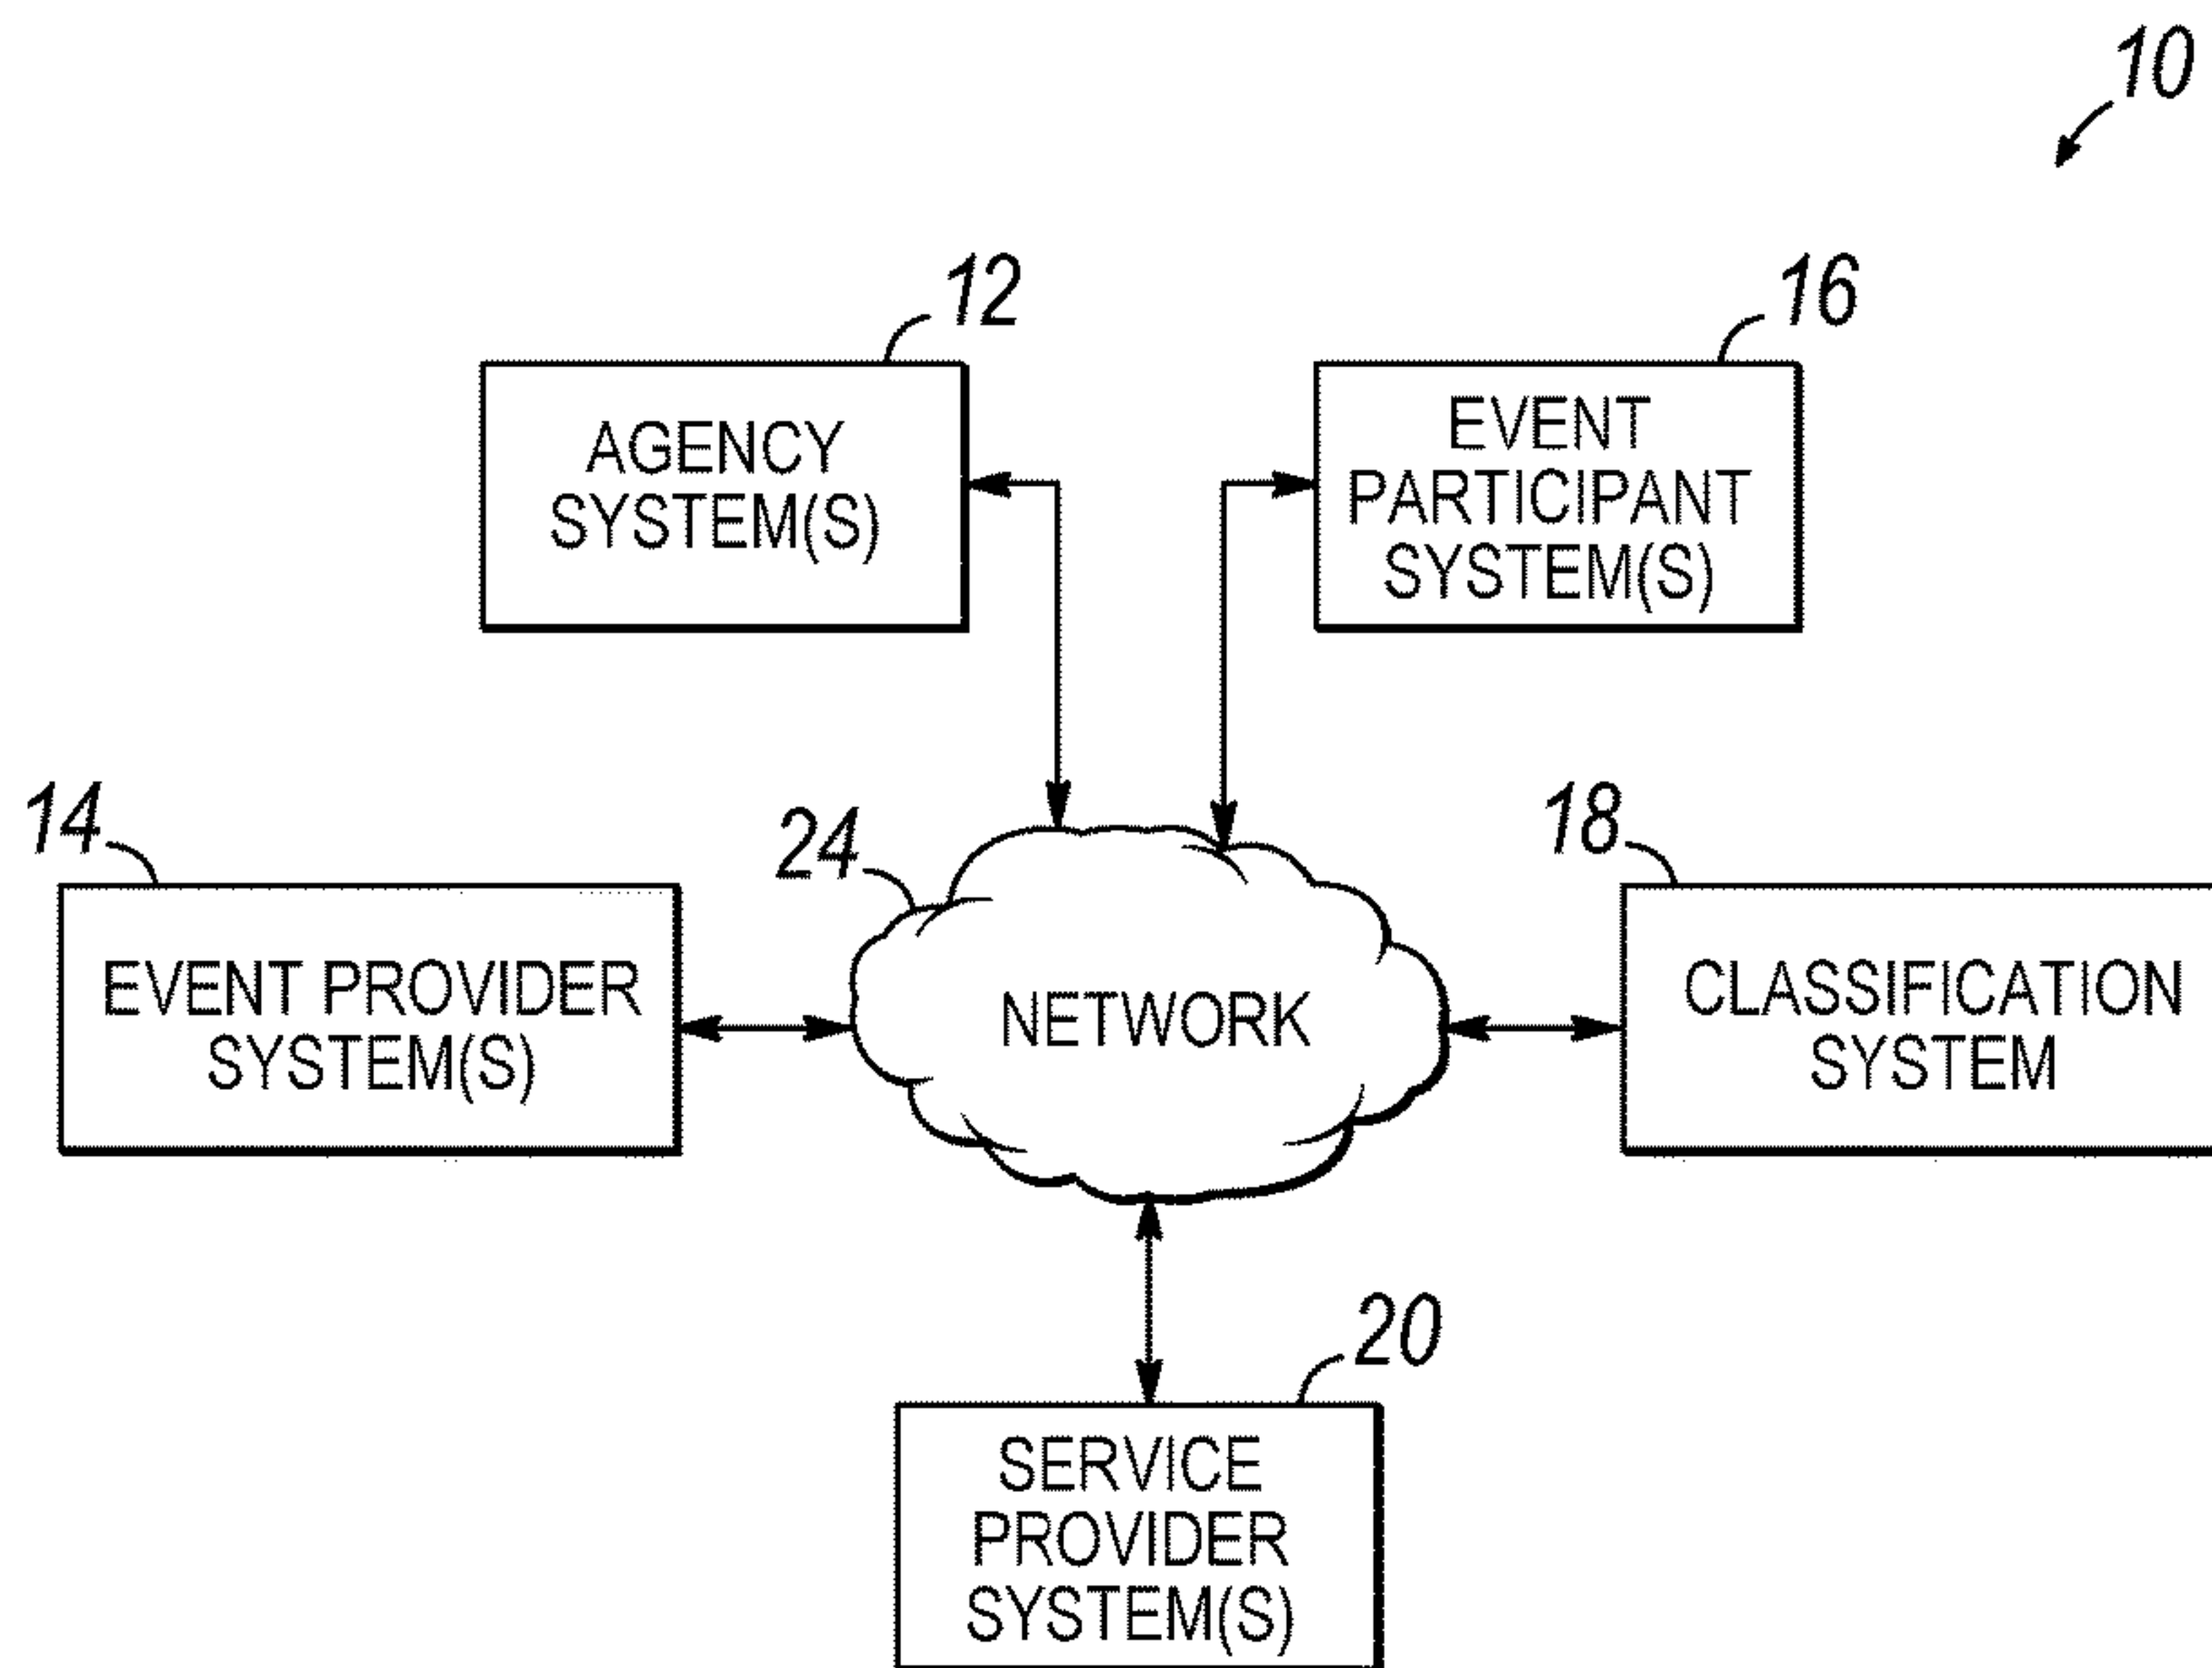 10
12
16
AGENCY
SYSTEM(S)
EVENT
PARTICIPANT
SYSTEM(S)
14
24
18
EVENT PROVIDER
SYSTEM(S)
NETWORK
CLASSIFICATION
SYSTEM
20
SERVICE
PROVIDER
SYSTEM(S)